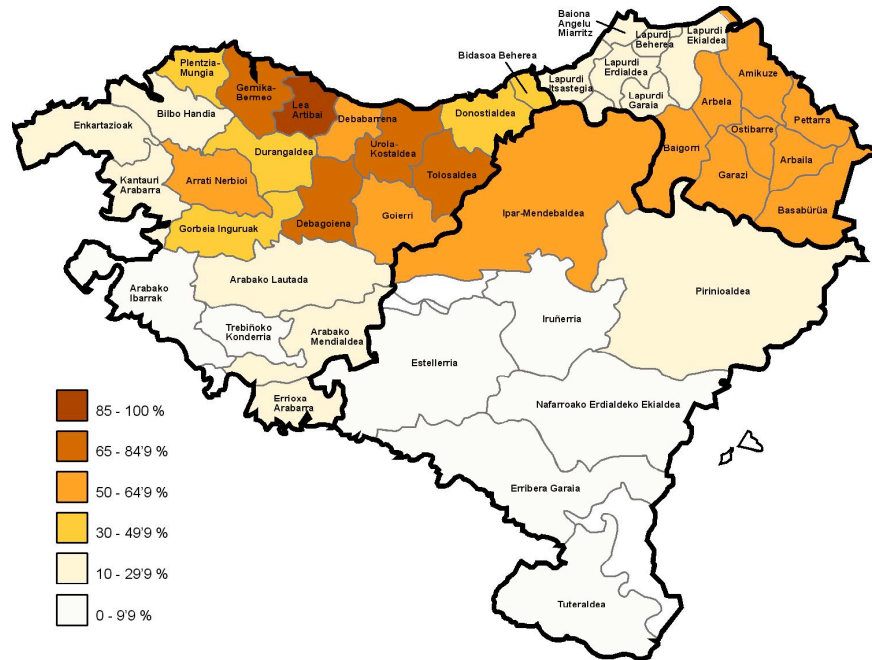 Baiona
Angelu
Miarritz
Lapurdi
Beherea
Lapurdi
Ekialdea
Bidasoa Beherea
Lapurdi
Itsastegia
Lapurdi
Erdialdea
Lapurdi
Garaia
Plentzia-
Mungia
Gernika-
Bermeo
Lea
Artibai
Debabarrena
Donostialdea
Amikuze
Arbela
Pettarra
Ostibarre
Enkartazioak
Bilbo Handia
Durangaldea
Urola-
Kostaldea
Tolosaldea
Baigorri
Garazi
Arbaila
Basabürüa
Kantauri
Arabarra
Arrati Nerbioi
Gorbeia Inguruak
Debagoiena
Goierri
Ipar-Mendebaldea
Arabako Lautada
Arabako
Ibarrak
Trebiñoko
Konderria
Arabako
Mendialdea
Pirinioaldea
Iruñerria
Estellerria
Errioxa
Arabarra
Nafarroako Erdialdeko Ekialdea
Erribera Garaia
Tuteraldea
85 - 100 %
65 - 84'9 %
50 - 64'9 %
30 - 49'9 %
10 - 29'9 %
0 - 9'9 %